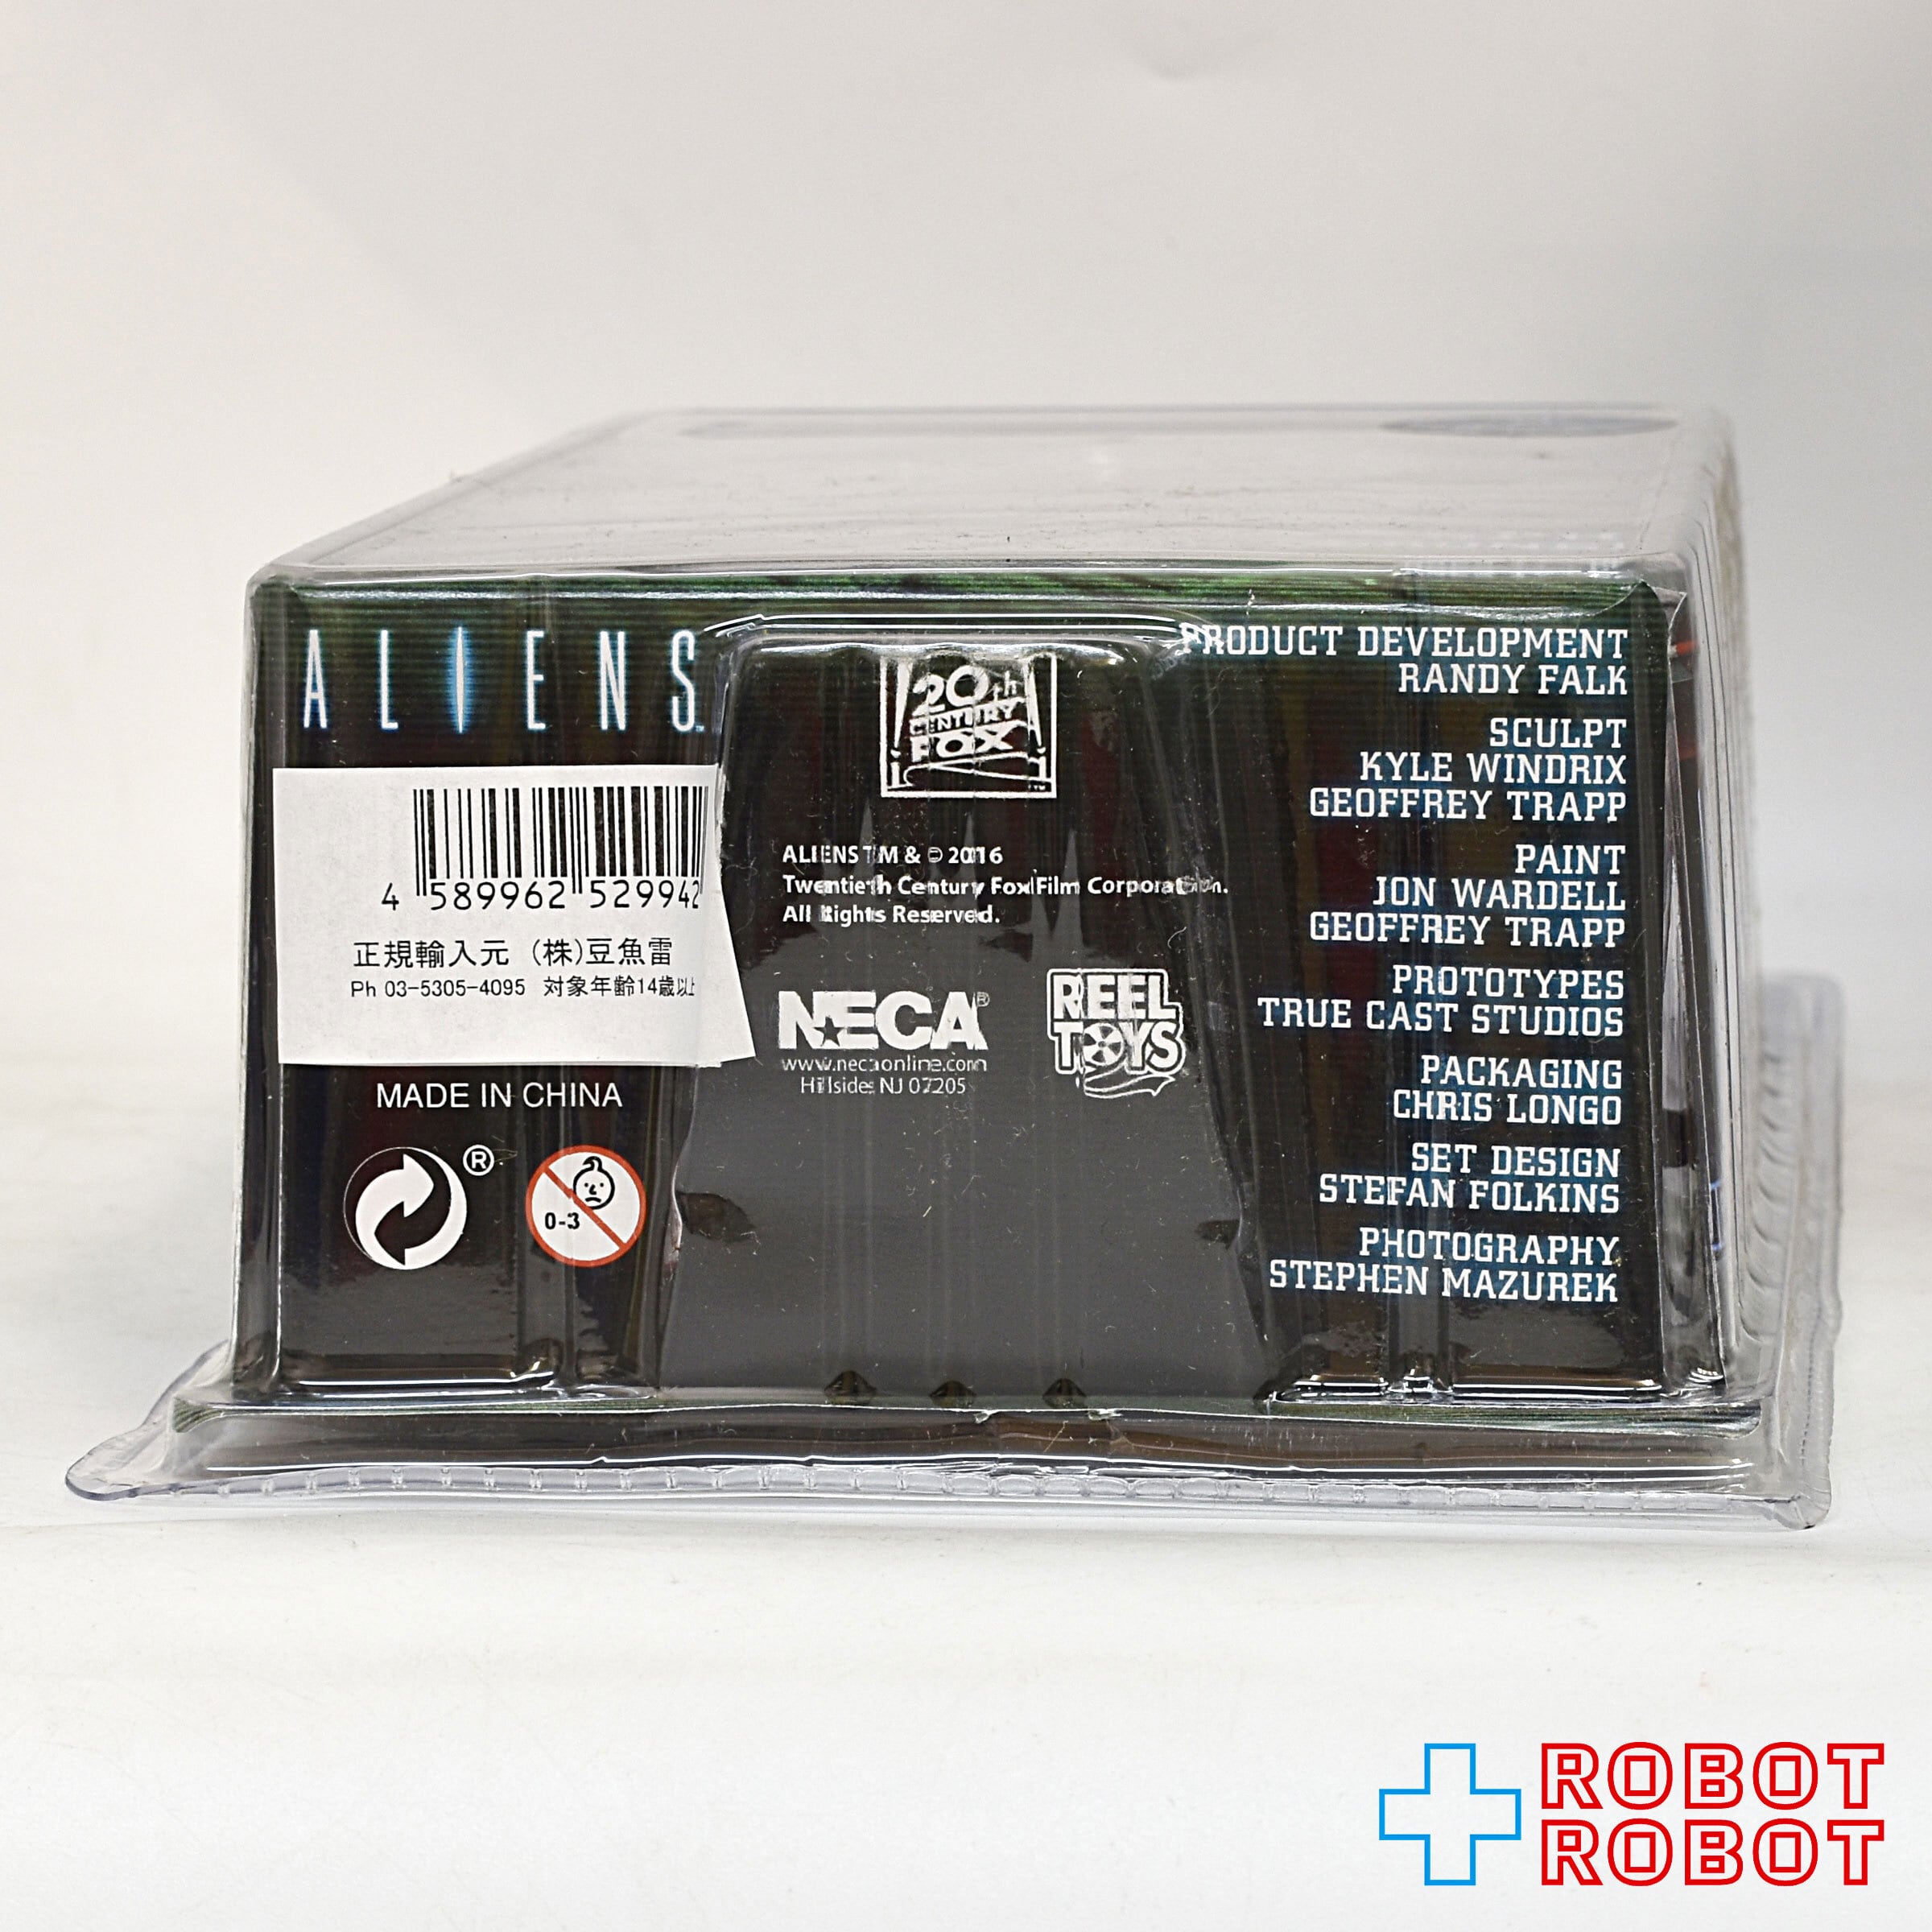 ALIENS™
4 589962 529942
正規輸入元 (株)豆魚雷
Ph 03-5305-4095 対象年齢14歳以上
MADE IN CHINA
®
0-3
20th
CENTURY
FOX
™
ALIENS TM & © 2016
Twentieth Century Fox Film Corporation.
All Rights Reserved.
NECA®
www.necaonline.com
Hillside, NJ 07205
REEL
TOYS
PRODUCT DEVELOPMENT
RANDY FALK
SCULPT
KYLE WINDRIX
GEOFFREY TRAPP
PAINT
JON WARDELL
GEOFFREY TRAPP
PROTOTYPES
TRUE CAST STUDIOS
PACKAGING
CHRIS LONGO
SET DESIGN
STEFAN FOLKINS
PHOTOGRAPHY
STEPHEN MAZUREK
ROBOT
ROBOT